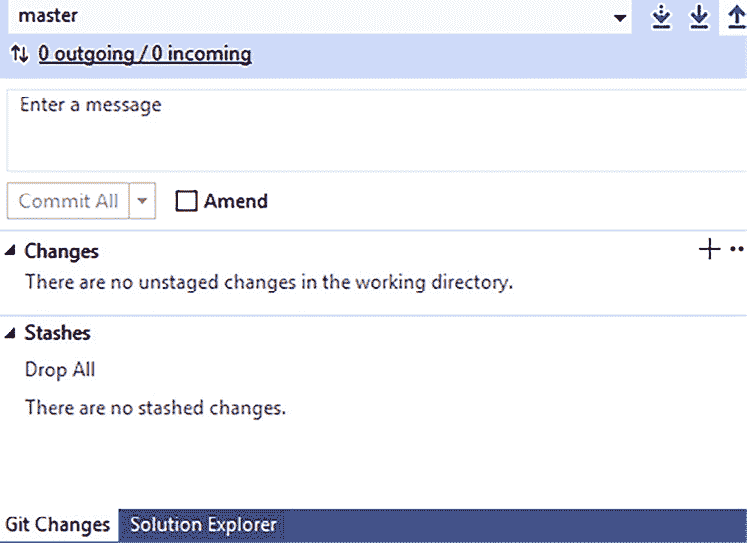 master
0 outgoing / 0 incoming
Enter a message
Commit All Amend
Changes
There are no unstaged changes in the working directory.
Stashes
Drop All
There are no stashed changes.
Git Changes Solution Explorer